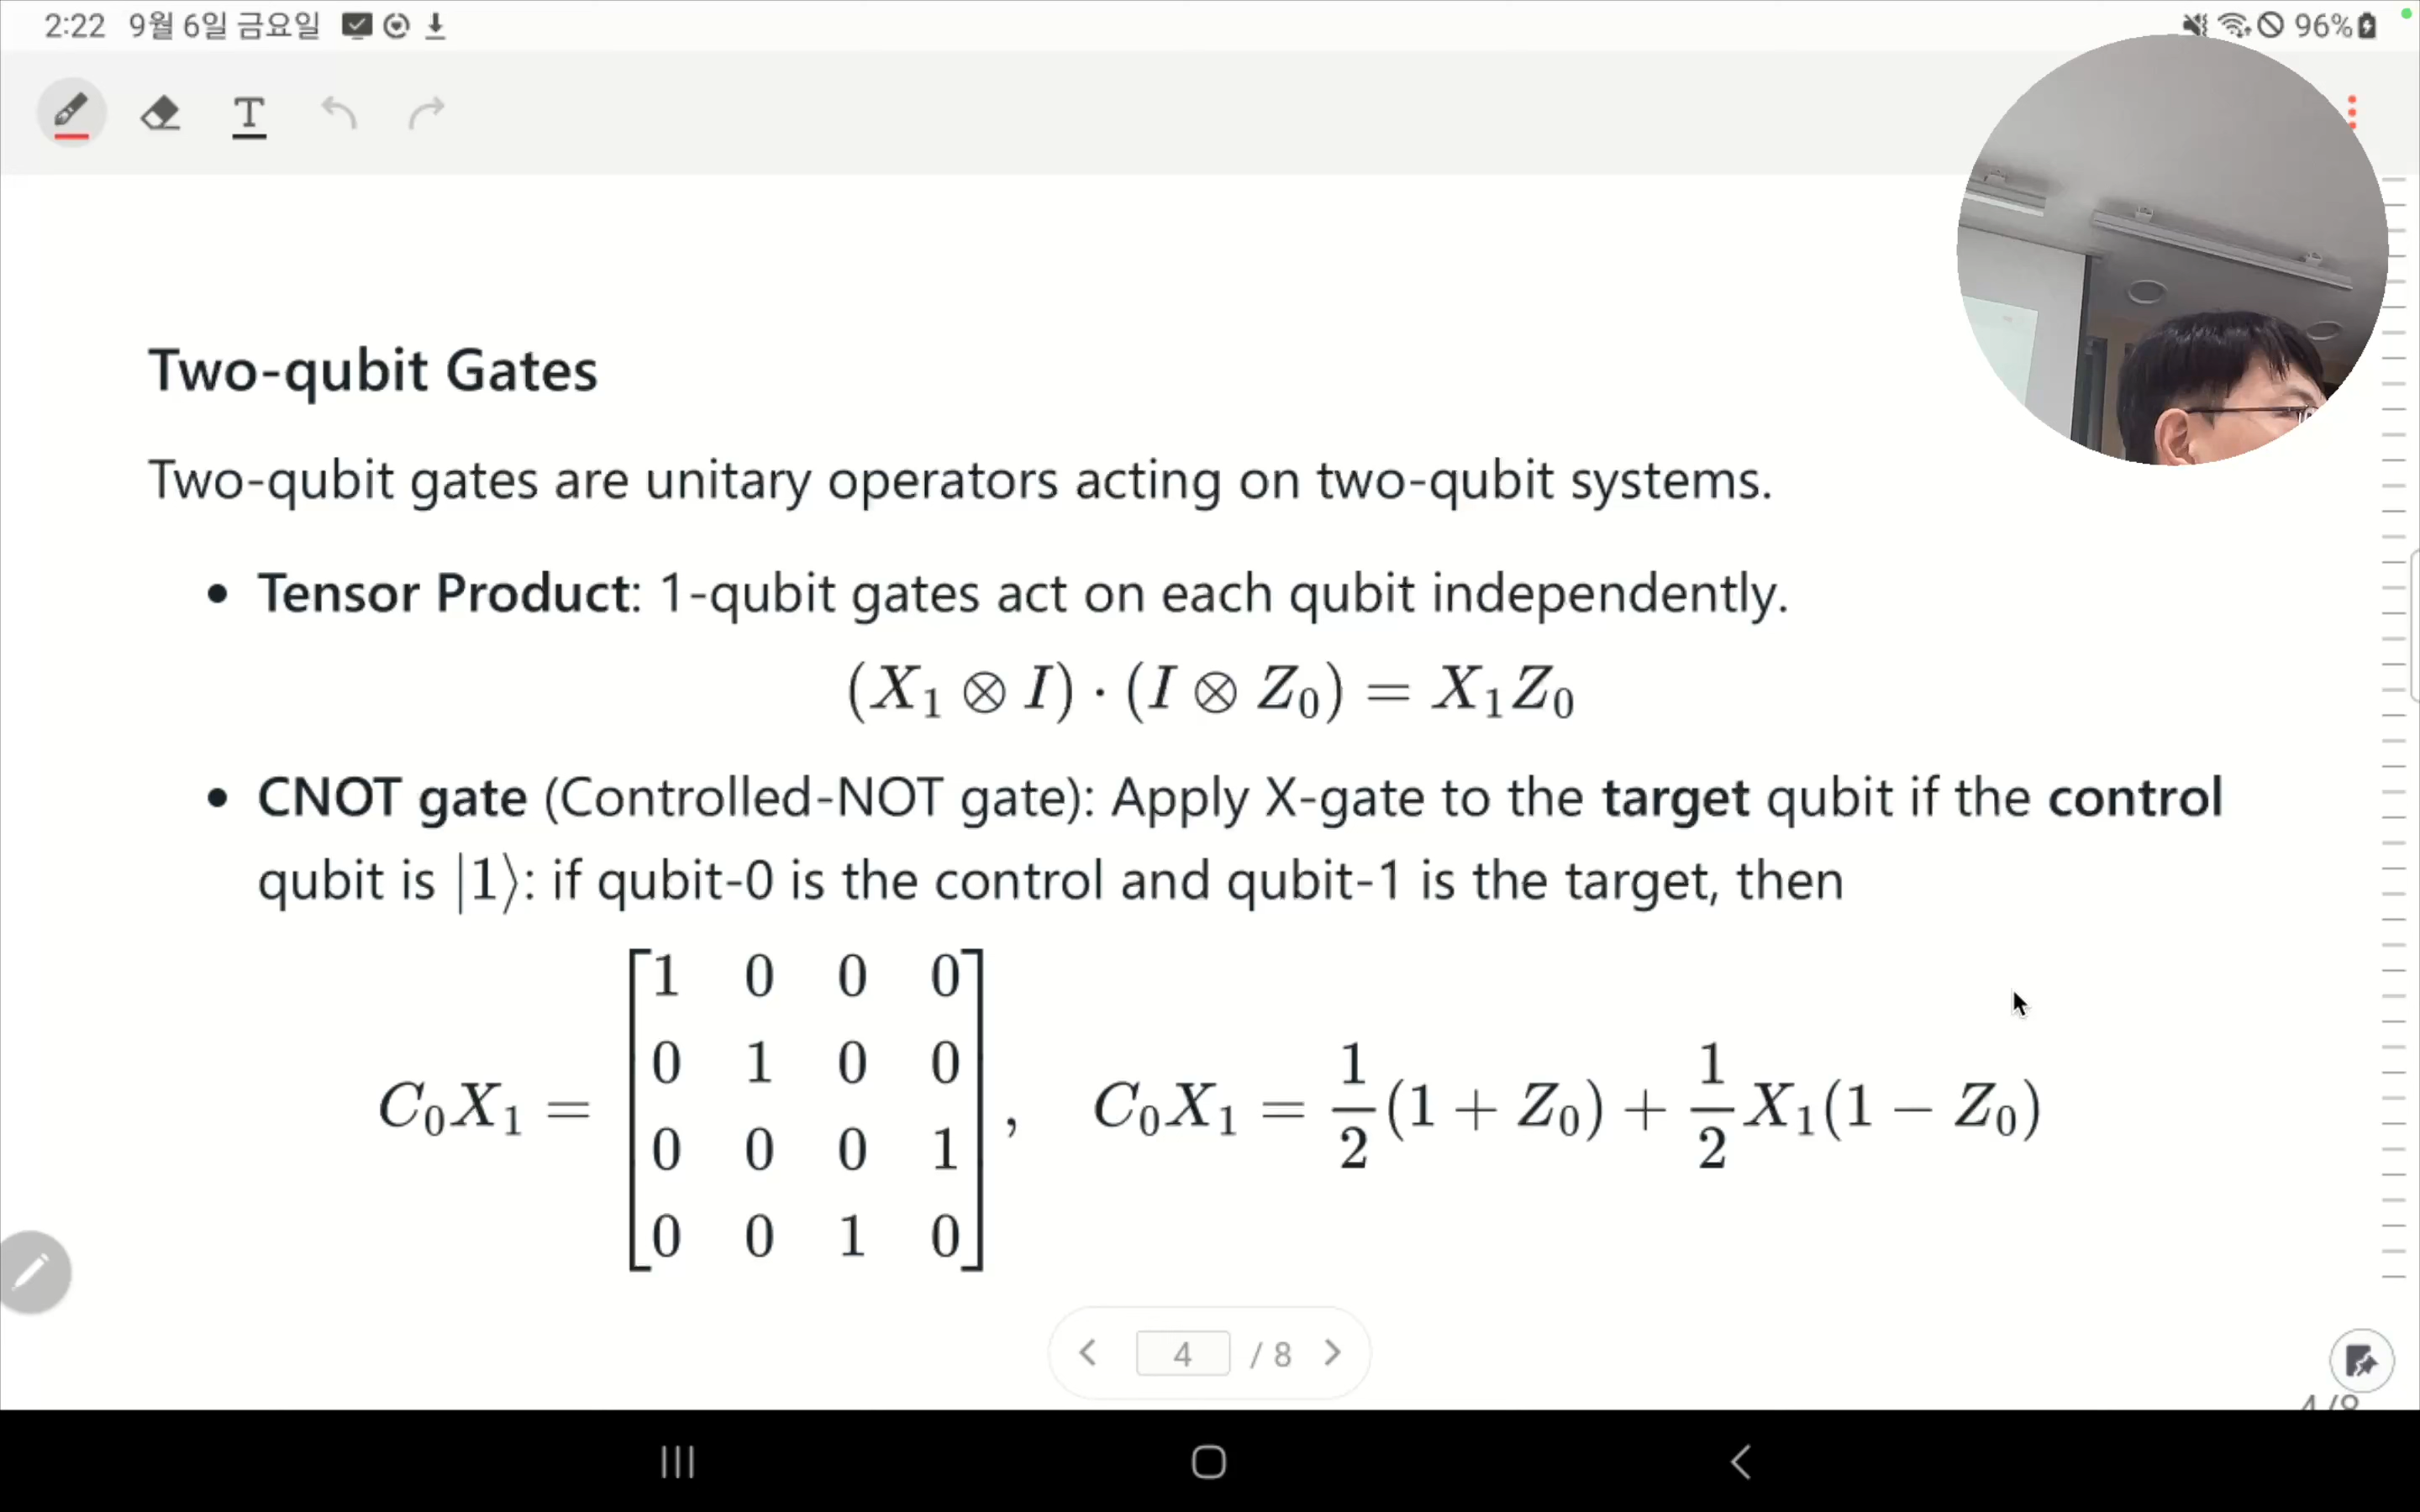 2:22 9월 6일 금요일
96%
T
Two-qubit Gates
Two-qubit gates are unitary operators acting on two-qubit systems.
• Tensor Product: 1-qubit gates act on each qubit independently.
(X₁ ⊗ I) · (I ⊗ Z₀) = X₁Z₀
• CNOT gate (Controlled-NOT gate): Apply X-gate to the target qubit if the control
qubit is |1⟩: if qubit-0 is the control and qubit-1 is the target, then
C₀X₁ = [1 0 0 0
0 1 0 0
0 0 0 1
0 0 1 0], C₀X₁ = 1/2(1 + Z₀) + 1/2 X₁(1 − Z₀)
4 / 8
4/8